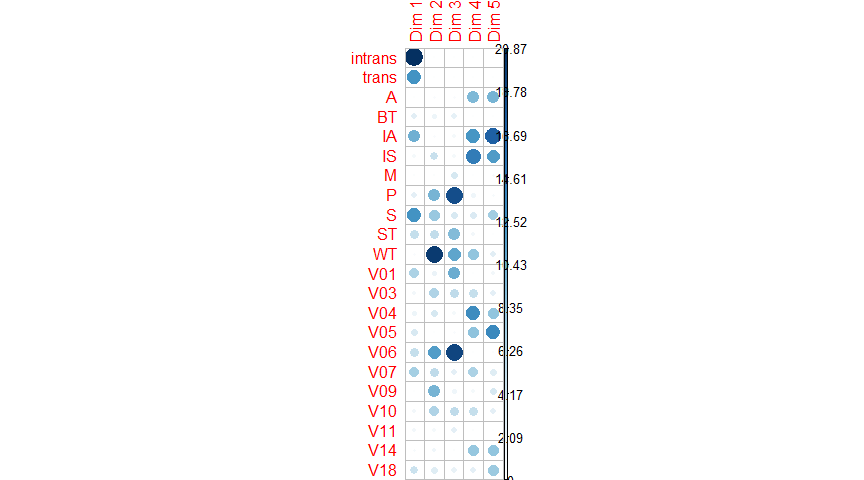 Dim 1
Dim 2
Dim 3
Dim 4
Dim 5
intrans
trans
A
BT
IA
IS
M
P
S
ST
WT
V01
V03
V04
V05
V06
V07
V09
V10
V11
V14
V18
20.87
18.78
16.69
14.61
12.52
10.43
8.35
6.26
4.17
2.09